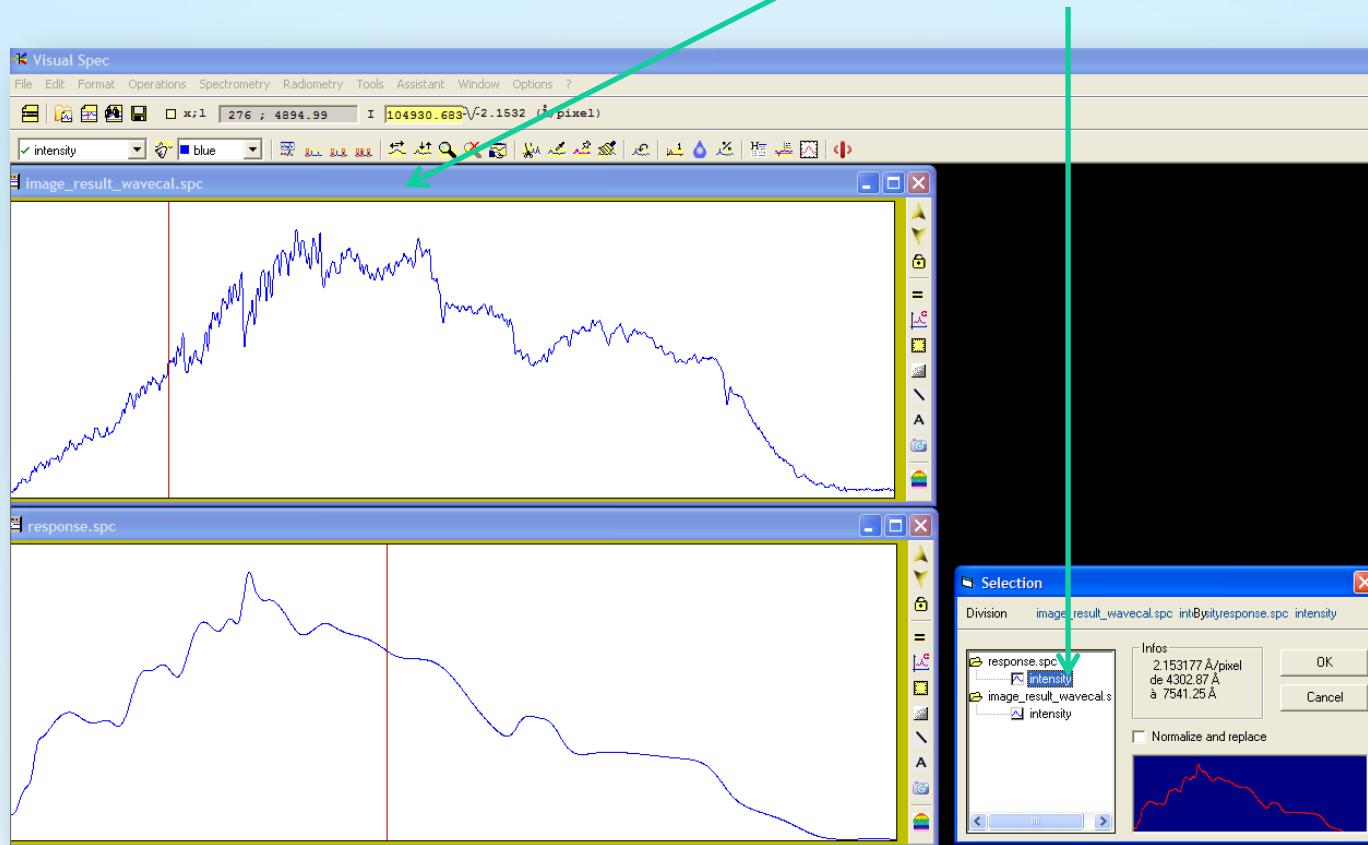 Visual Spec
File Edit Format Operations Spectrometry Radiometry Tools Assistant Window Options ?
x;l 276 ; 4894.99 I 104930.683 2.1532 (Å/pixel)
intensity blue
image_result_wavecal.spc
A
response.spc
A
Selection
Division image_result_wavecal.spc intBysityresponse.spc intensity
response.spc
intensity
image_result_wavecal.s
intensity
Infos
2.153177 Å/pixel
de 4302.87 Å
à 7541.25 Å
OK
Cancel
Normalize and replace